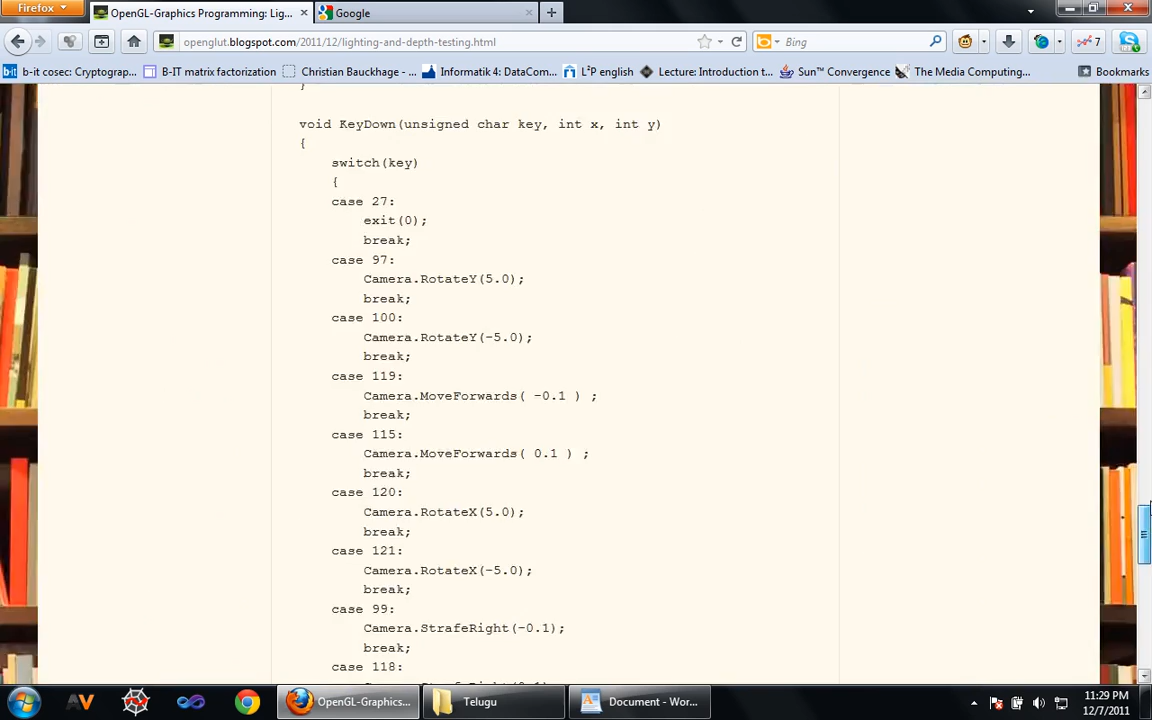 Firefox
OpenGL-Graphics Programming: Lig...
Google
openglut.blogspot.com/2011/12/lighting-and-depth-testing.html
Bing
7
b-it cosec: Cryptograp...
B-IT matrix factorization
Christian Bauckhage - ...
Informatik 4: DataCom...
L²P english
Lecture: Introduction t...
Sun™ Convergence
The Media Computing...
Bookmarks
}
void KeyDown(unsigned char key, int x, int y)
{
switch(key)
{
case 27:
exit(0);
break;
case 97:
Camera.RotateY(5.0);
break;
case 100:
Camera.RotateY(-5.0);
break;
case 119:
Camera.MoveForwards( -0.1 ) ;
break;
case 115:
Camera.MoveForwards( 0.1 ) ;
break;
case 120:
Camera.RotateX(5.0);
break;
case 121:
Camera.RotateX(-5.0);
break;
case 99:
Camera.StrafeRight(-0.1);
break;
case 118:
OpenGL-Graphics...
Telugu
Document - Wor...
11:29 PM
12/7/2011